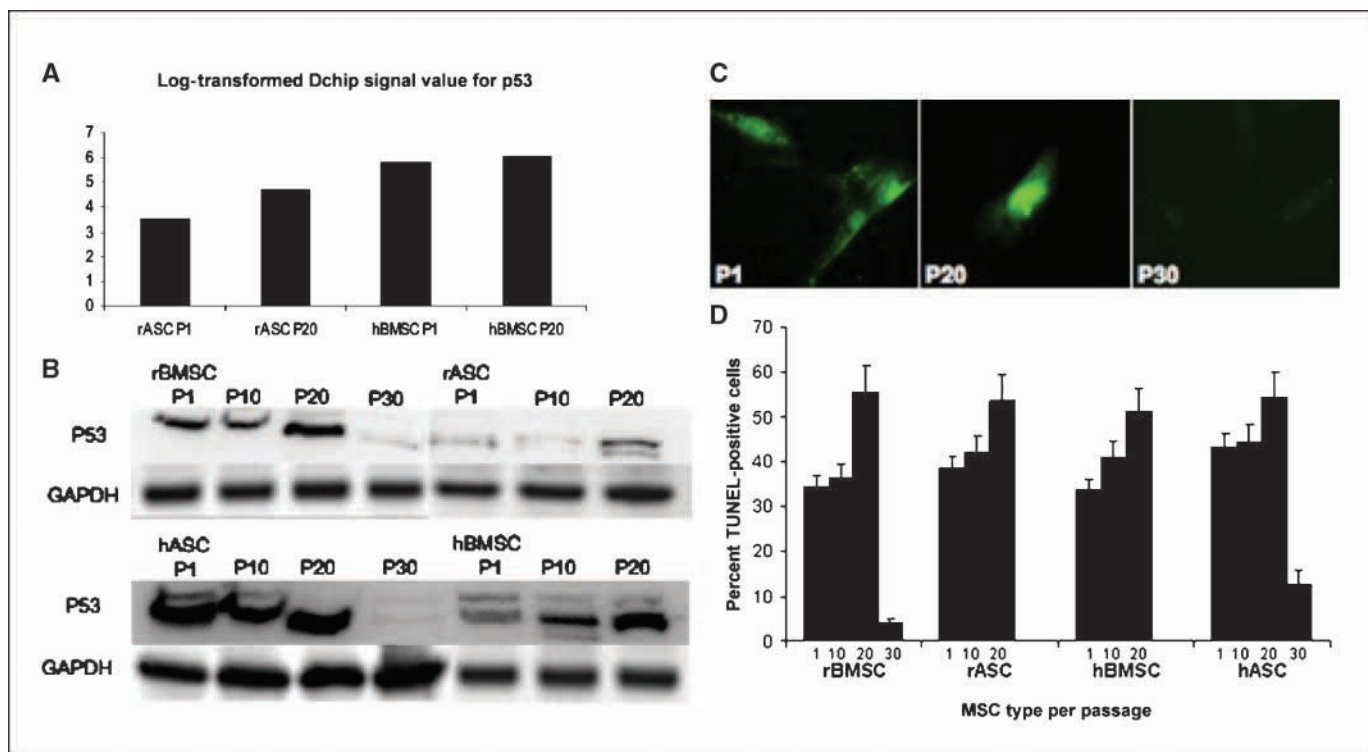 A
Log-transformed Dchip signal value for p53
7
6
5
4
3
2
1
0
rASC P1
rASC P20
hBMSC P1
hBMSC P20
B
rBMSC
rASC
P1 P10 P20 P30 P1 P10 P20
P53
GAPDH
hASC
hBMSC
P1 P10 P20 P30 P1 P10 P20
P53
GAPDH
C
P1
P20
P30
D
Percent TUNEL-positive cells
70
60
50
40
30
20
10
0
1 10 20 30 1 10 20 1 10 20 1 10 20 30
rBMSC rASC hBMSC hASC
MSC type per passage